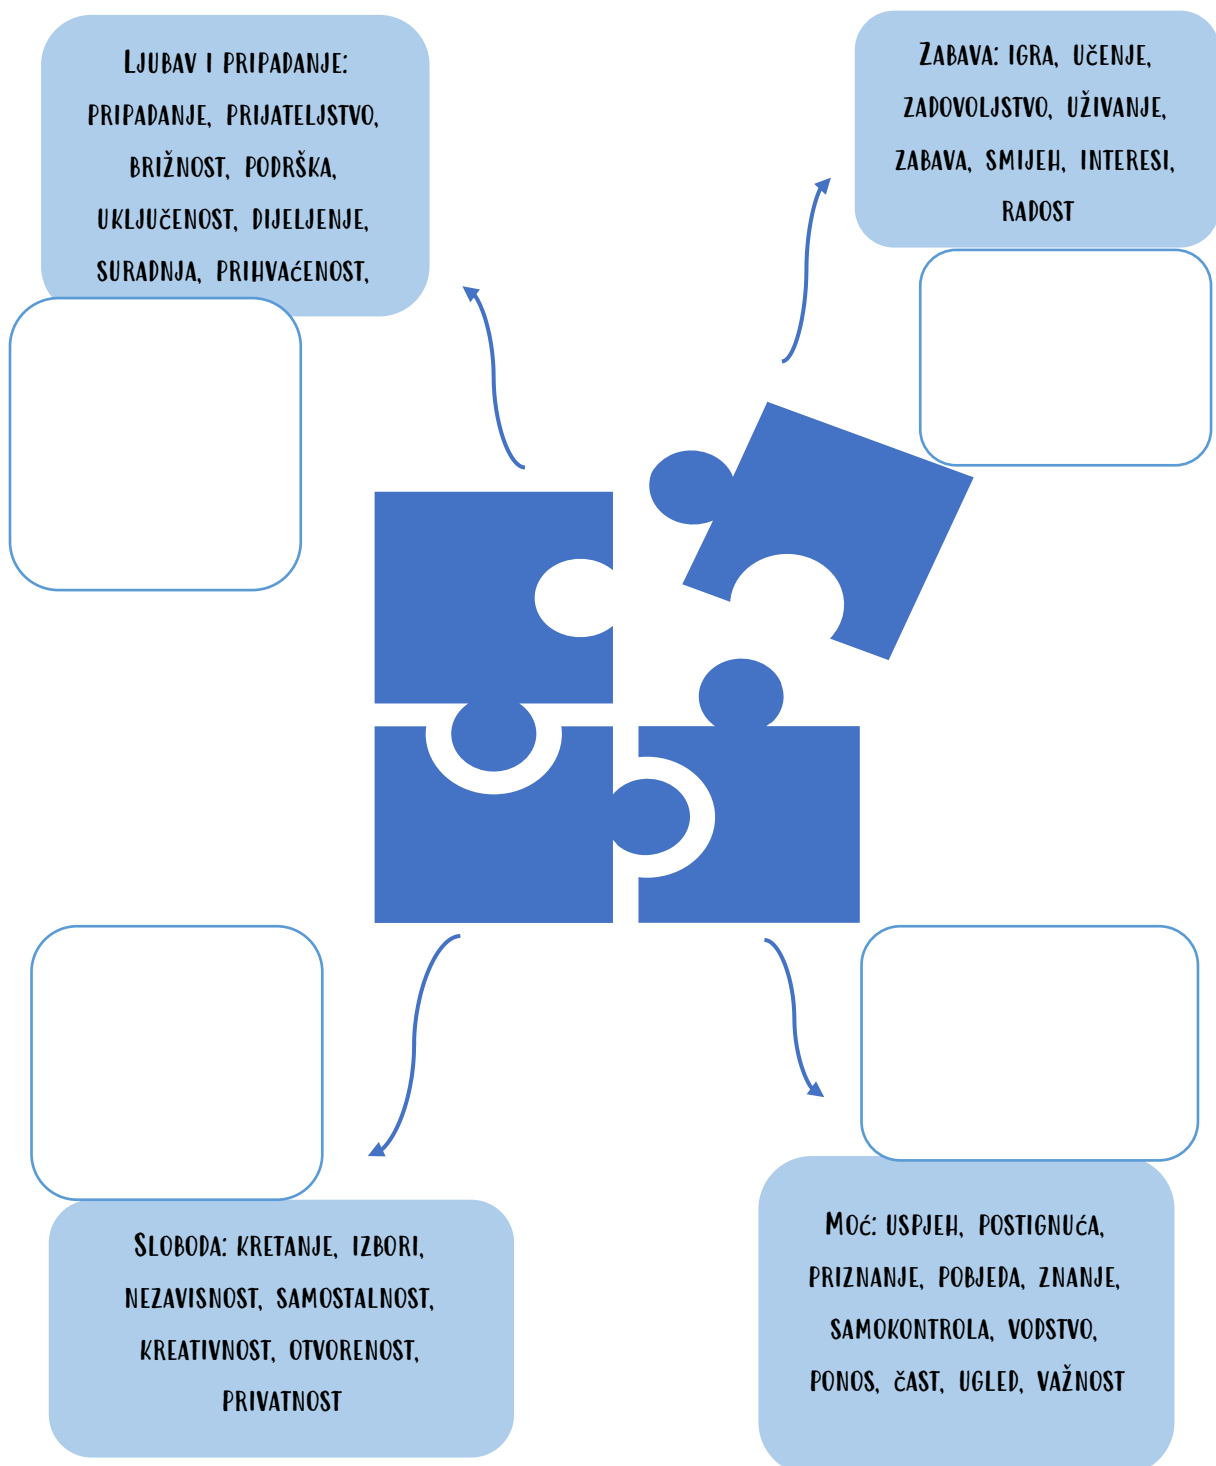 Ljubav i pripadanje:
pripadanje, prijateljstvo,
brižnost, podrška,
uključenost, dijeljenje,
suradnja, prihvaćenost,
Zabava: igra, učenje,
zadovoljstvo, uživanje,
zabava, smijeh, interesi,
radost
Sloboda: kretanje, izbori,
nezavisnost, samostalnost,
kreativnost, otvorenost,
privatnost
Moć: uspjeh, postignuća,
priznanje, pobjeda, znanje,
samokontrola, vodstvo,
ponos, čast, ugled, važnost